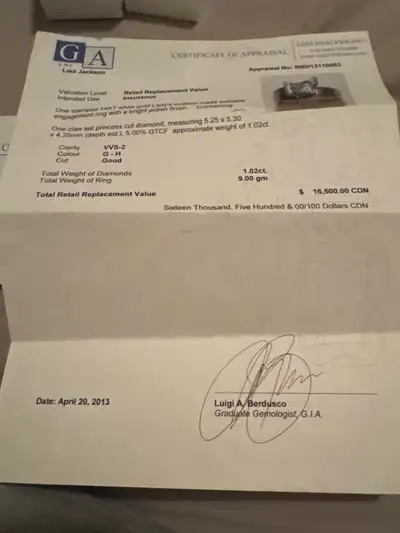 G A
CERTIFICATE OF APPRAISAL
Lisa Jackson
Appraisal No: 000013110053
Valuation Level Retail Replacement Value
Intended Use Insurance
One stamped 14KT white gold Lady's custom made solitaire
engagement ring with a bright polish finish. Containing:
One claw set princess cut diamond, measuring 5.25 x 5.30
x 4.20mm (depth est.), 5.00% GTCF approximate weight of 1.02ct.
Clarity VVS-2
Colour G - H
Cut Good
Total Weight of Diamonds 1.02ct.
Total Weight of Ring 9.00 gm
Total Retail Replacement Value $ 16,500.00 CDN
Sixteen Thousand, Five Hundred & 00/100 Dollars CDN
Date: April 20, 2013
Luigi A. Berdusco
Graduate Gemologist, G.I.A.